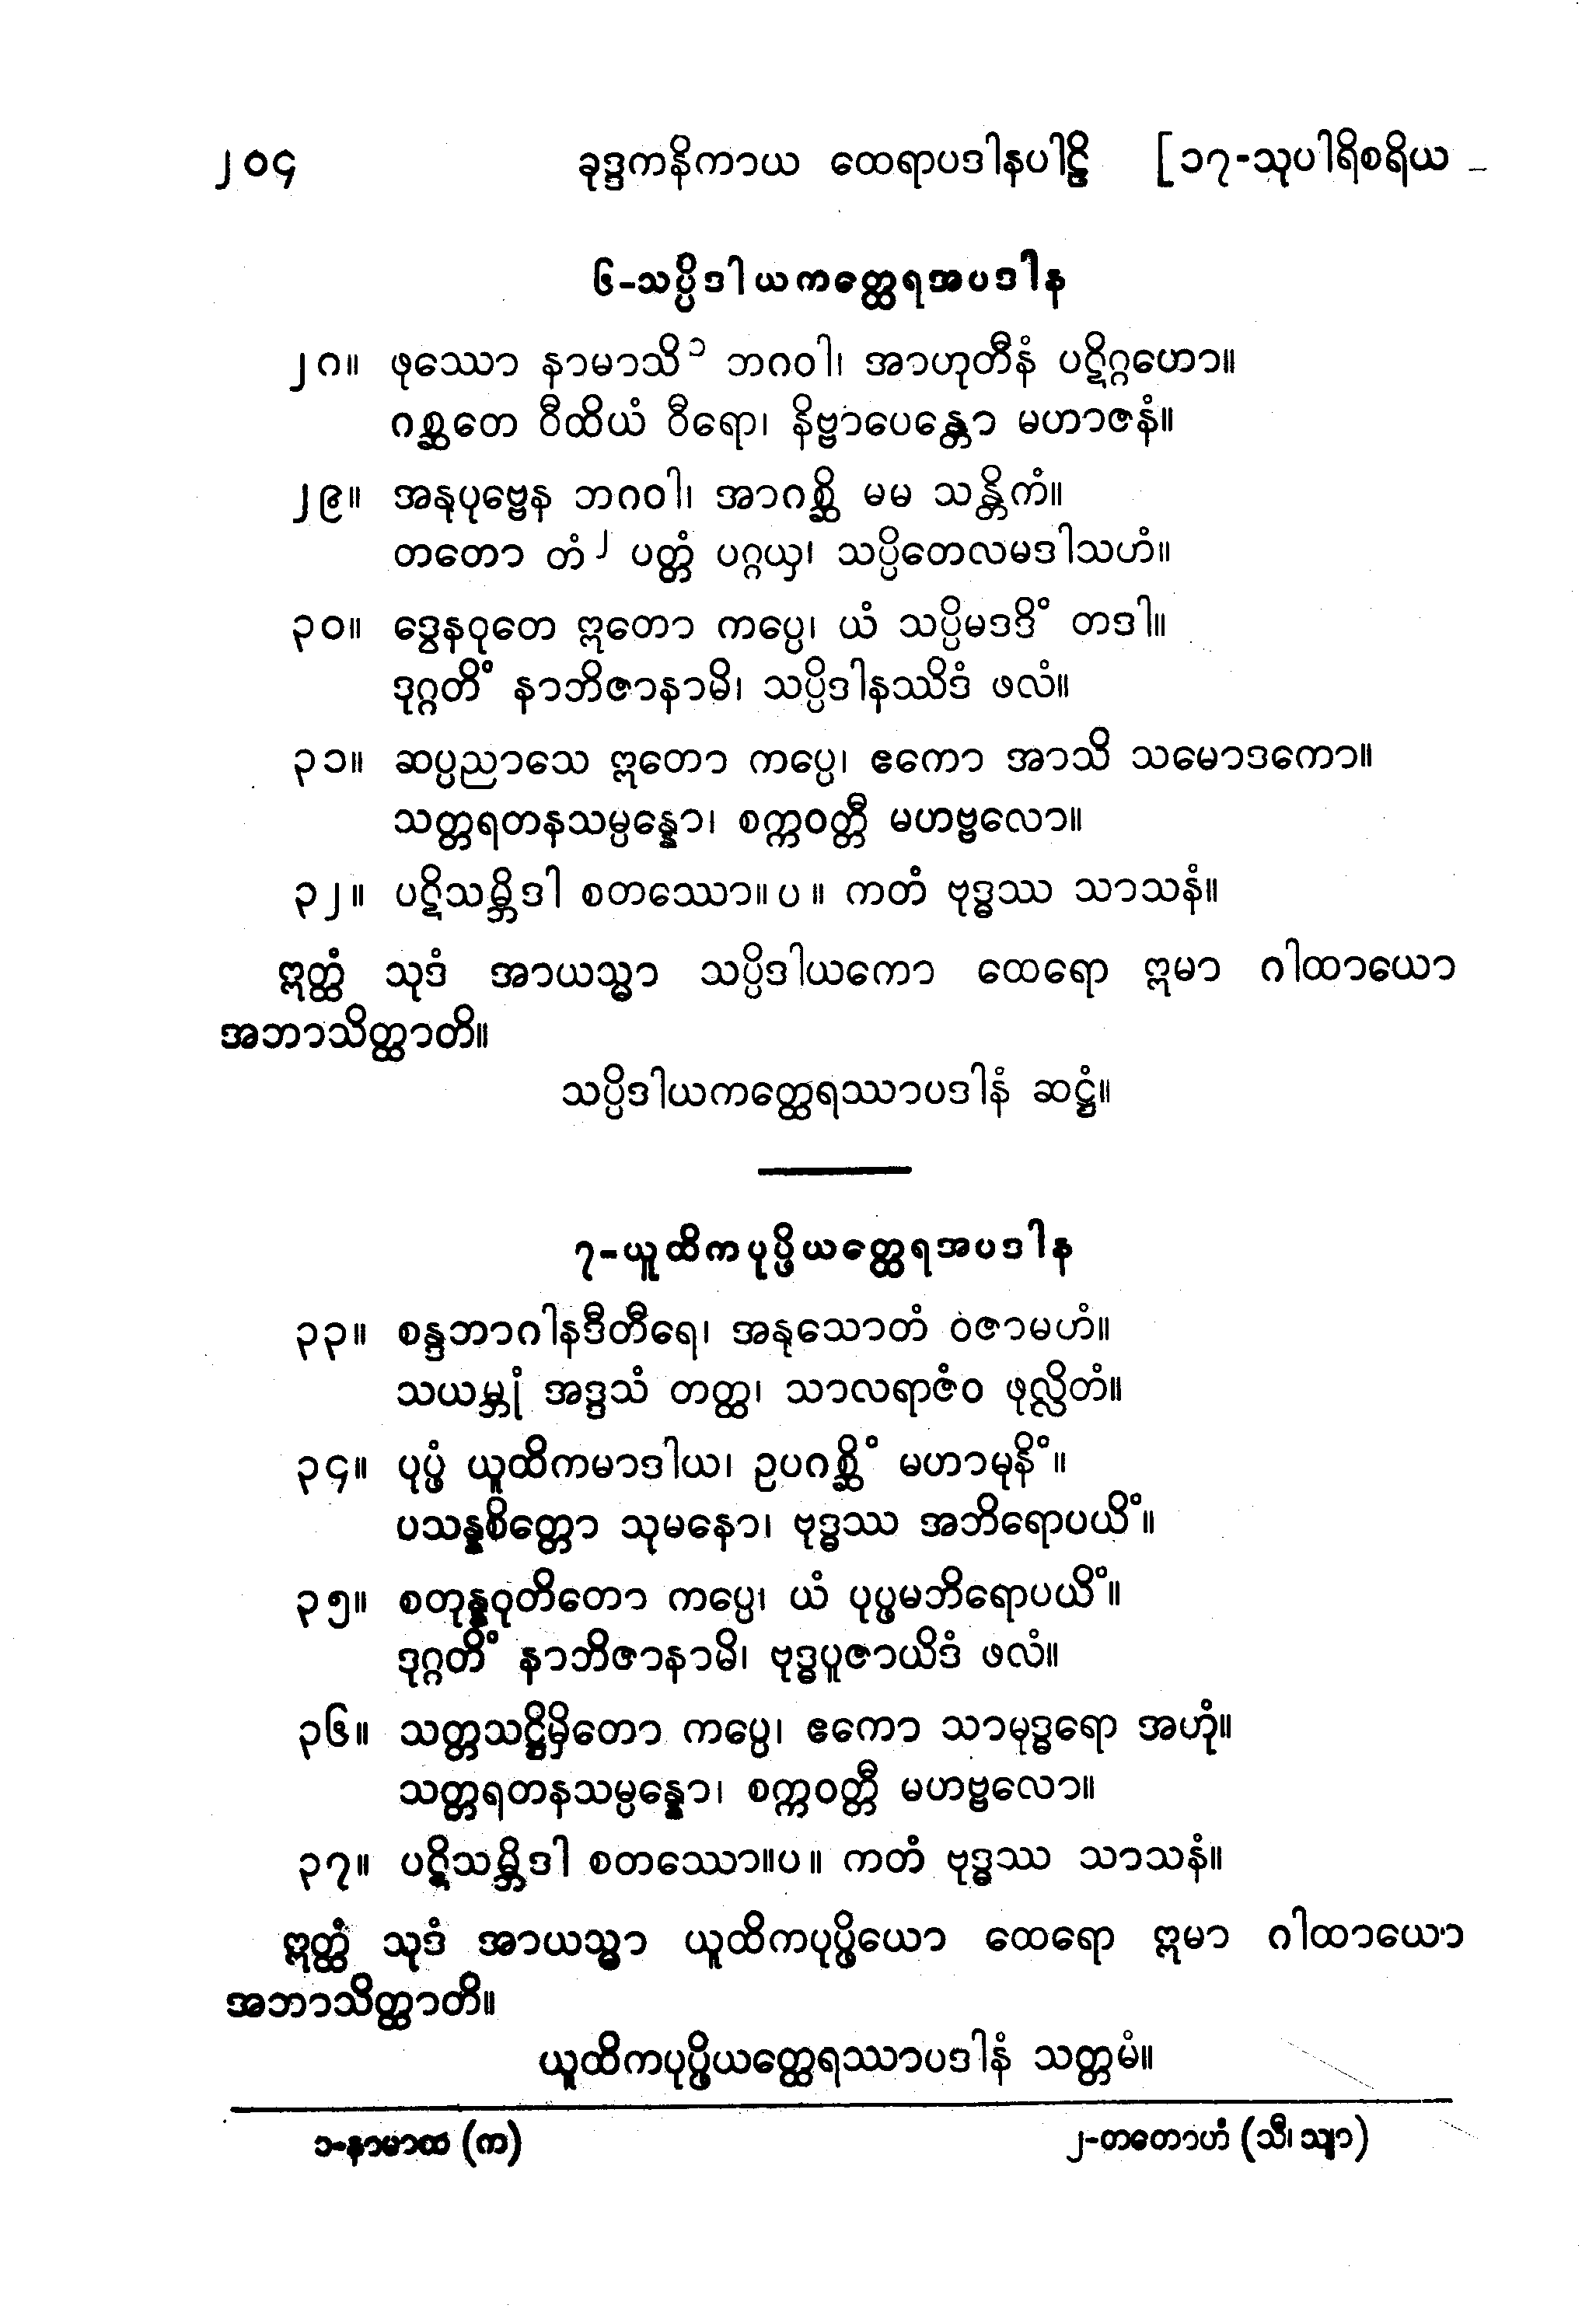 ၂၀၄ ခုဒ္ဒကနိကာယ ထေရာပဒါနပါဠိ [၁၇-သုပါရိစရိယ -
၆-သပ္ပိဒါယကတ္ထေရအပဒါန
၂၈။ ဖုဿော နာမာသိ ၁ ဘဂဝါ၊ အာဟုတီနံ ပဋိဂ္ဂဟော။
ဂစ္ဆတေ ဝီထိယံ ဝီရော၊ နိဗ္ဗာပေန္တော မဟာဇနံ။
၂၉။ အနုပုဗ္ဗေန ဘဂဝါ၊ အာဂစ္ဆိ မမ သန္တိကံ။
တတော တံ ၂ ပတ္တံ ပဂ္ဂယှ၊ သပ္ပိတေလမဒါသဟံ။
၃၀။ ဒွေနဝုတေ ဣတော ကပ္ပေ၊ ယံ သပ္ပိမဒဒိံ တဒါ။
ဒုဂ္ဂတိံ နာဘိဇာနာမိ၊ သပ္ပိဒါနဿိဒံ ဖလံ။
၃၁။ ဆပ္ပညာသေ ဣတော ကပ္ပေ၊ ဧကော အာသိ သမောဒကော။
သတ္တရတနသမ္ပန္နော၊ စက္ကဝတ္တီ မဟဗ္ဗလော။
၃၂။ ပဋိသမ္ဘိဒါ စတဿော။ပ။ ကတံ ဗုဒ္ဓဿ သာသနံ။
ဣတ္ထံ သုဒံ အာယသ္မာ သပ္ပိဒါယကော ထေရော ဣမာ ဂါထာယော
အဘာသိတ္ထာတိ။
သပ္ပိဒါယကတ္ထေရဿာပဒါနံ ဆဋ္ဌံ။
၇-ယူထိကပုပ္ဖိယတ္ထေရအပဒါန
၃၃။ စန္ဒဘာဂါနဒီတီရေ၊ အနုသောတံ ဝဇာမဟံ။
သယမ္ဘုံ အဒ္ဒသံ တတ္ထ၊ သာလရာဇံဝ ဖုလ္လိတံ။
၃၄။ ပုပ္ဖံ ယူထိကမာဒါယ၊ ဥပဂစ္ဆိံ မဟာမုနိံ။
ပသန္နစိတ္တော သုမနော၊ ဗုဒ္ဓဿ အဘိရောပယိံ။
၃၅။ စတုန္နဝုတိတော ကပ္ပေ၊ ယံ ပုပ္ဖမဘိရောပယိံ။
ဒုဂ္ဂတိံ နာဘိဇာနာမိ၊ ဗုဒ္ဓပူဇာယိဒံ ဖလံ။
၃၆။ သတ္တသဋ္ဌိမှိတော ကပ္ပေ၊ ဧကော သာမုဒ္ဓရော အဟုံ။
သတ္တရတနသမ္ပန္နော၊ စက္ကဝတ္တီ မဟဗ္ဗလော။
၃၇။ ပဋိသမ္ဘိဒါ စတဿော။ပ။ ကတံ ဗုဒ္ဓဿ သာသနံ။
ဣတ္ထံ သုဒံ အာယသ္မာ ယူထိကပုပ္ဖိယော ထေရော ဣမာ ဂါထာယော
အဘာသိတ္ထာတိ။
ယူထိကပုပ္ဖိယတ္ထေရဿာပဒါနံ သတ္တမံ။
၁-နာမာထ (က) ၂-တတောဟံ (သီ၊ သျာ)